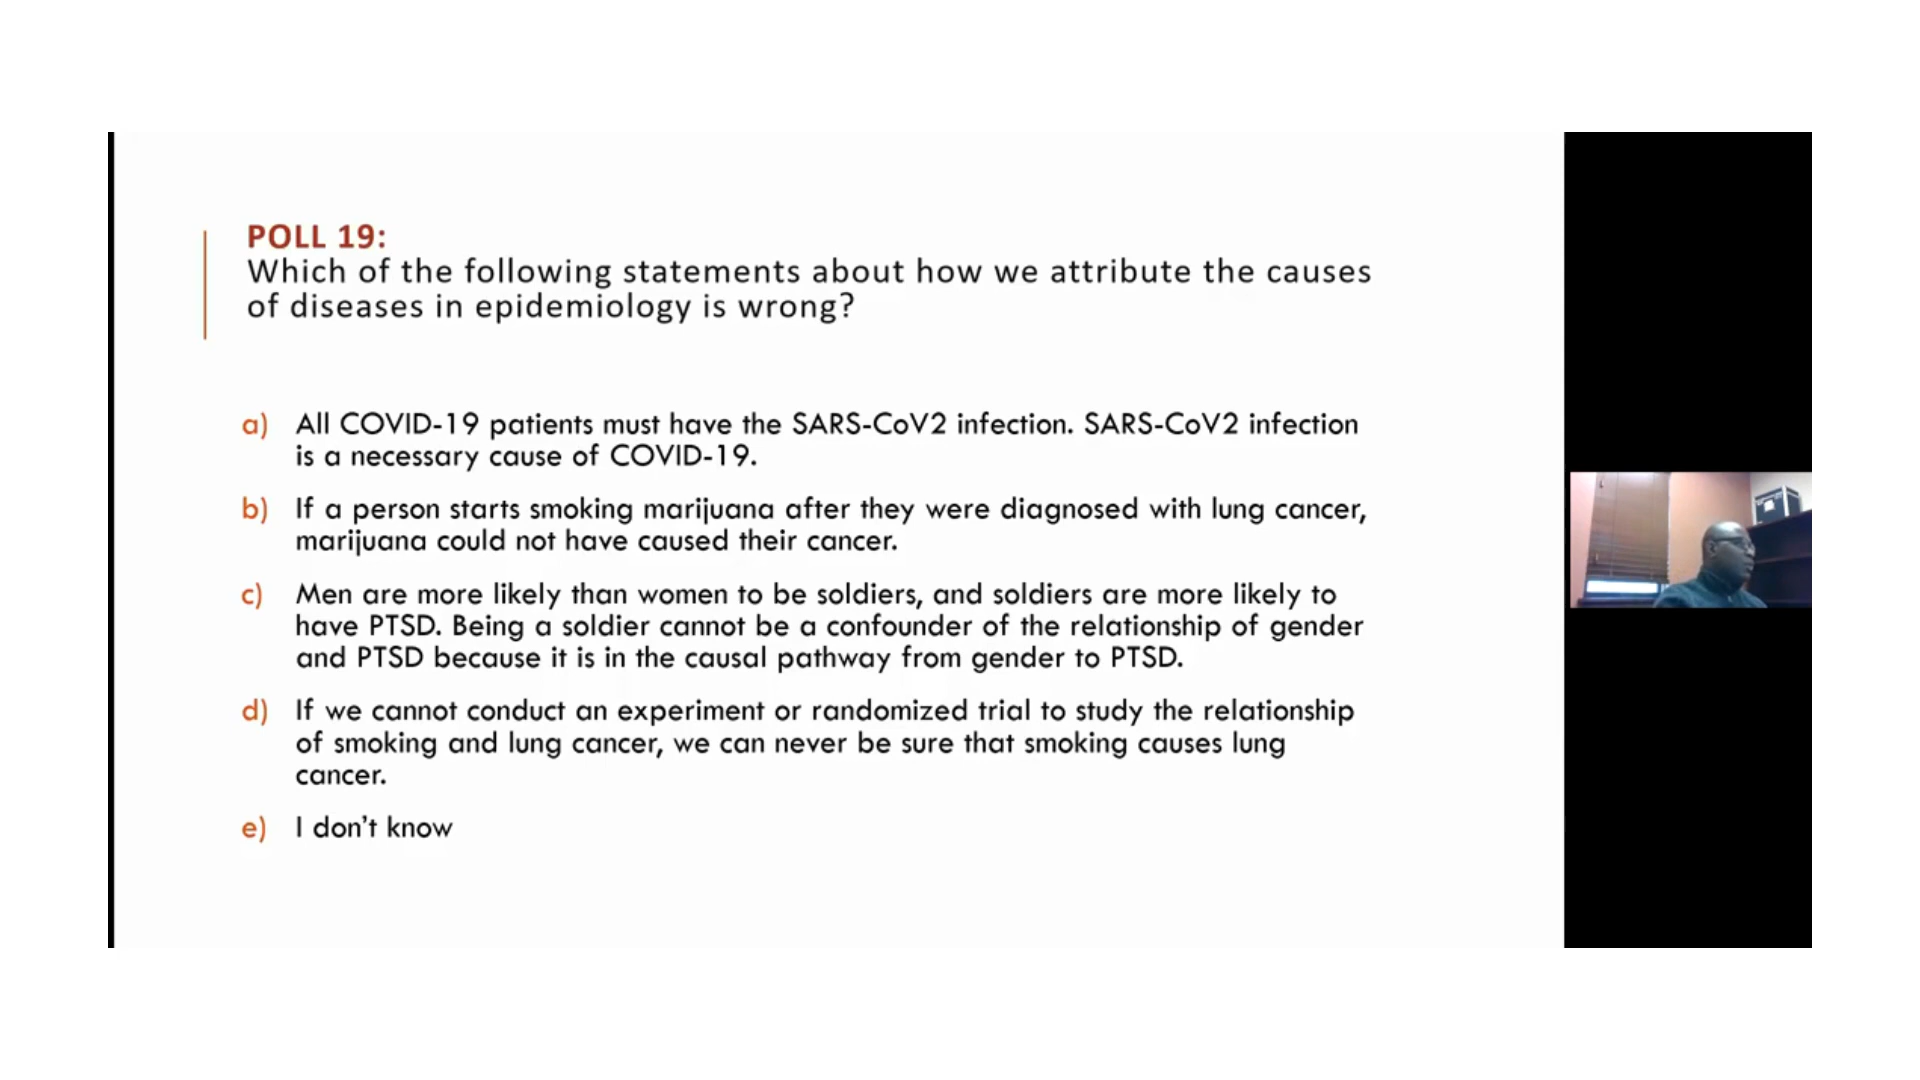 POLL 19:
Which of the following statements about how we attribute the causes
of diseases in epidemiology is wrong?
a) All COVID-19 patients must have the SARS-CoV2 infection. SARS-CoV2 infection
is a necessary cause of COVID-19.
b) If a person starts smoking marijuana after they were diagnosed with lung cancer,
marijuana could not have caused their cancer.
c) Men are more likely than women to be soldiers, and soldiers are more likely to
have PTSD. Being a soldier cannot be a confounder of the relationship of gender
and PTSD because it is in the causal pathway from gender to PTSD.
d) If we cannot conduct an experiment or randomized trial to study the relationship
of smoking and lung cancer, we can never be sure that smoking causes lung
cancer.
e) I don't know